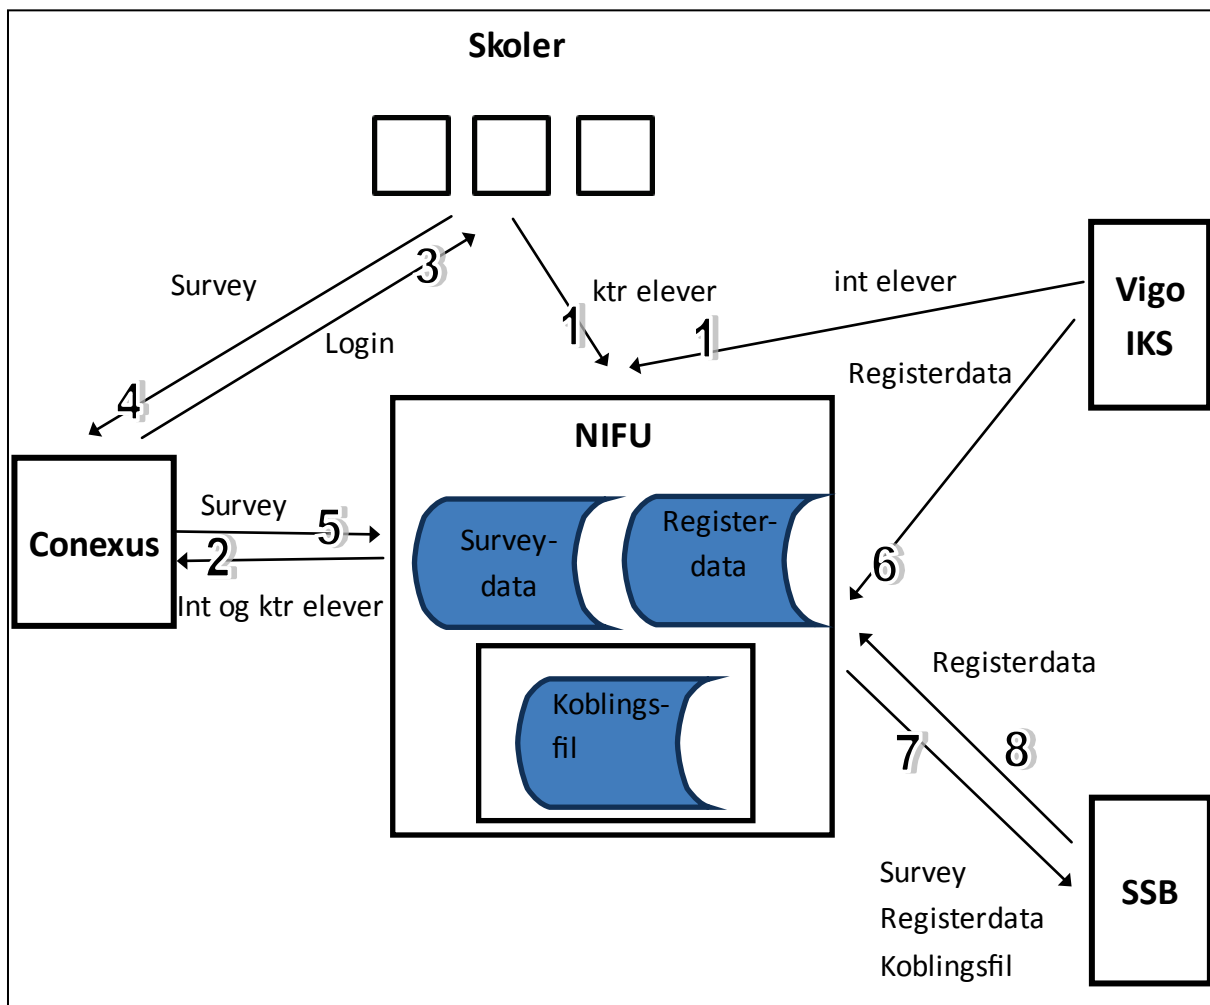 Skoler
Survey
3
Login
4
ktr elever
1
int elever
1
Vigo
IKS
Registerdata
6
NIFU
Conexus
Survey
5
2
Int og ktr elever
Survey-
data
Register-
data
Koblings-
fil
Registerdata
7
8
Survey
Registerdata
Koblingsfil
SSB